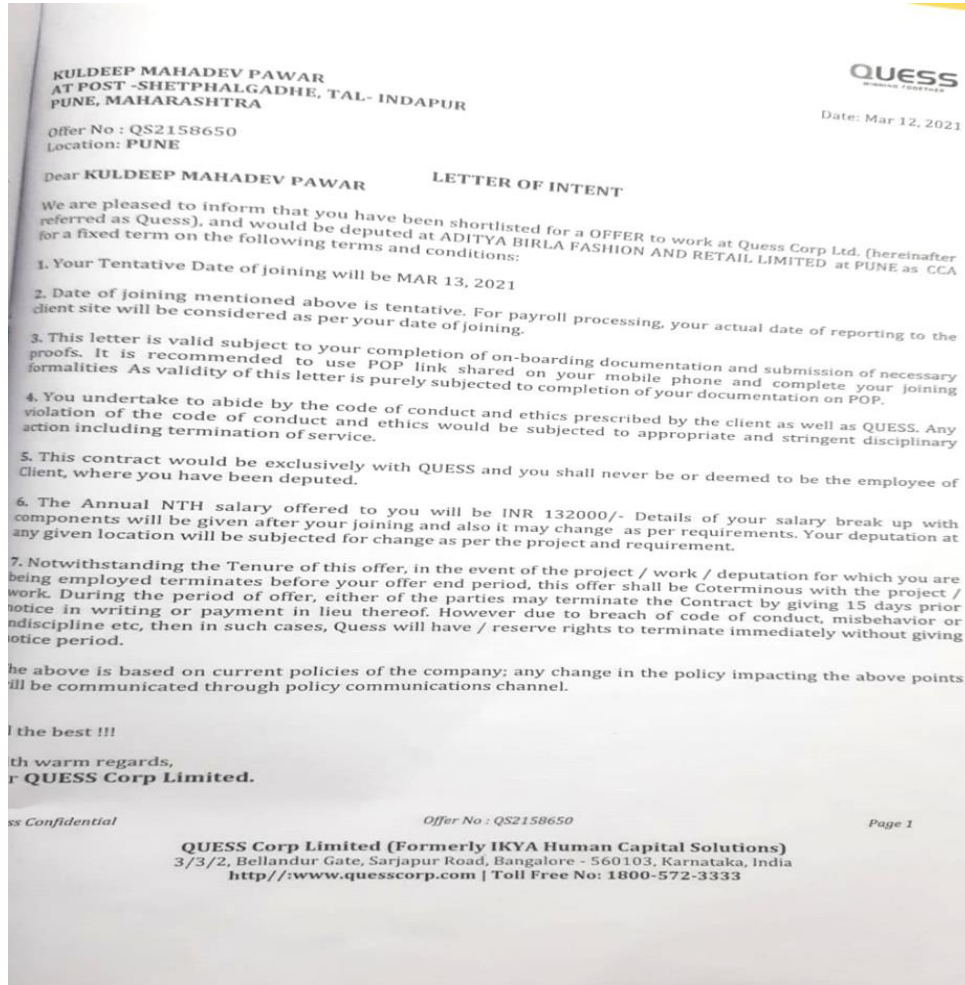 KULDEEP MAHADEV PAWAR
AT POST -SHETPHALGADHE, TAL- INDAPUR
PUNE, MAHARASHTRA
QUESS
WINNING TOGETHER
Date: Mar 12, 2021
Offer No : QS2158650
Location: PUNE
Dear KULDEEP MAHADEV PAWAR
LETTER OF INTENT
We are pleased to inform that you have been shortlisted for a OFFER to work at Quess Corp Ltd. (hereinafter
referred as Quess), and would be deputed at ADITYA BIRLA FASHION AND RETAIL LIMITED at PUNE as CCA
for a fixed term on the following terms and conditions:
1. Your Tentative Date of joining will be MAR 13, 2021
2. Date of joining mentioned above is tentative. For payroll processing, your actual date of reporting to the
client site will be considered as per your date of joining.
3. This letter is valid subject to your completion of on-boarding documentation and submission of necessary
proofs. It is recommended to use POP link shared on your mobile phone and complete your joining
formalities As validity of this letter is purely subjected to completion of your documentation on POP.
4. You undertake to abide by the code of conduct and ethics prescribed by the client as well as QUESS. Any
violation of the code of conduct and ethics would be subjected to appropriate and stringent disciplinary
action including termination of service.
5. This contract would be exclusively with QUESS and you shall never be or deemed to be the employee of
Client, where you have been deputed.
6. The Annual NTH salary offered to you will be INR 132000/- Details of your salary break up with
components will be given after your joining and also it may change as per requirements. Your deputation at
any given location will be subjected for change as per the project and requirement.
7. Notwithstanding the Tenure of this offer, in the event of the project / work / deputation for which you are
being employed terminates before your offer end period, this offer shall be Coterminous with the project /
work. During the period of offer, either of the parties may terminate the Contract by giving 15 days prior
notice in writing or payment in lieu thereof. However due to breach of code of conduct, misbehavior or
ndiscipline etc, then in such cases, Quess will have / reserve rights to terminate immediately without giving
otice period.
he above is based on current policies of the company; any change in the policy impacting the above points
ill be communicated through policy communications channel.
l the best !!!
th warm regards,
r QUESS Corp Limited.
ss Confidential
Offer No : QS2158650
Page 1
QUESS Corp Limited (Formerly IKYA Human Capital Solutions)
3/3/2, Bellandur Gate, Sarjapur Road, Bangalore - 560103, Karnataka, India
http//:www.quesscorp.com | Toll Free No: 1800-572-3333